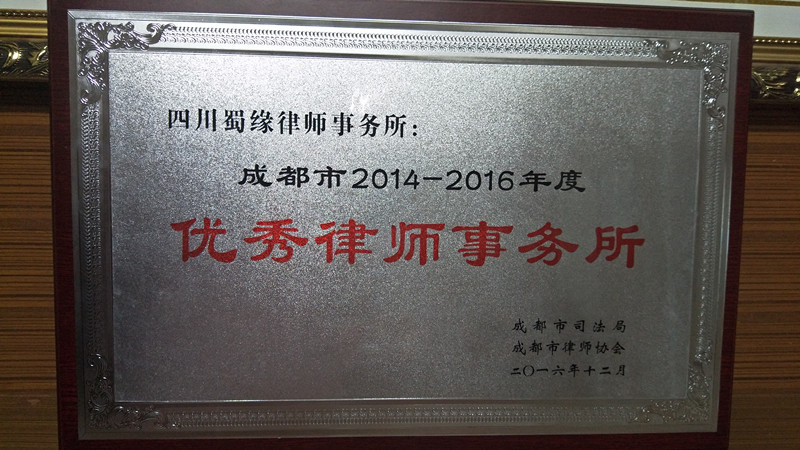 四川蜀缘律师事务所：
成都市2014-2016年度
优秀律师事务所
成都市司法局
成都市律师协会
二〇一六年十二月